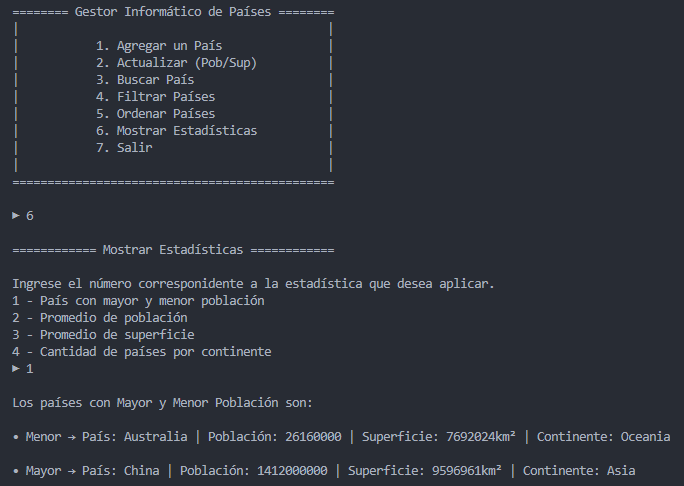 ======== Gestor Informático de Países ========
| |
| 1. Agregar un País |
| 2. Actualizar (Pob/Sup) |
| 3. Buscar País |
| 4. Filtrar Países |
| 5. Ordenar Países |
| 6. Mostrar Estadísticas |
| 7. Salir |
| |
==============================================
► 6
============ Mostrar Estadísticas ============
Ingrese el número correspondiente a la estadística que desea aplicar.
1 - País con mayor y menor población
2 - Promedio de población
3 - Promedio de superficie
4 - Cantidad de países por continente
► 1
Los países con Mayor y Menor Población son:
• Menor → País: Australia | Población: 26160000 | Superficie: 7692024km² | Continente: Oceania
• Mayor → País: China | Población: 1412000000 | Superficie: 9596961km² | Continente: Asia